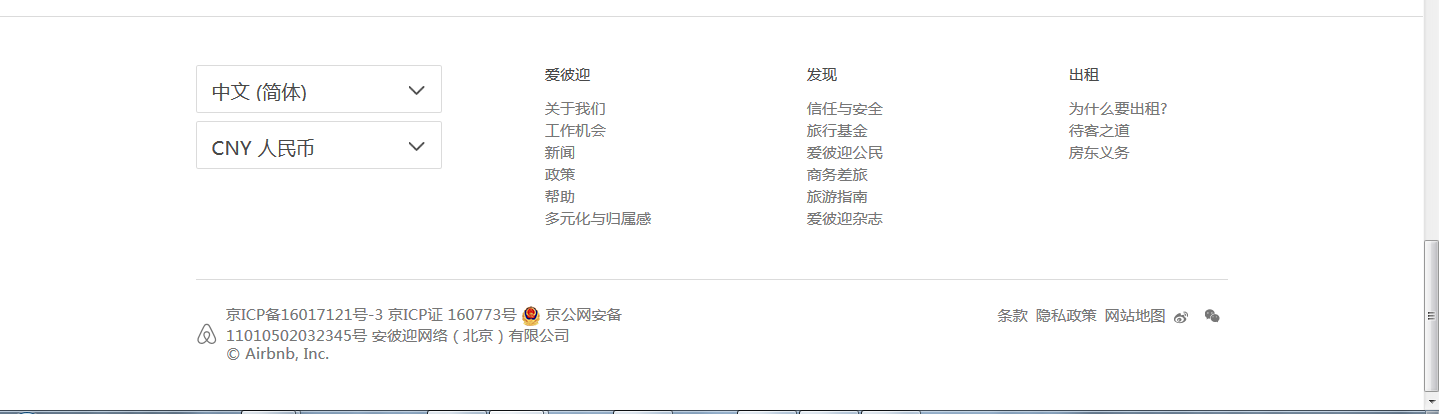 中文 (简体)
CNY 人民币
爱彼迎
关于我们
工作机会
新闻
政策
帮助
多元化与归属感
发现
信任与安全
旅行基金
爱彼迎公民
商务差旅
旅游指南
爱彼迎杂志
出租
为什么要出租?
待客之道
房东义务
京ICP备16017121号-3 京ICP证 160773号 京公网安备
11010502032345号 安彼迎网络（北京）有限公司
© Airbnb, Inc.
条款 隐私政策 网站地图